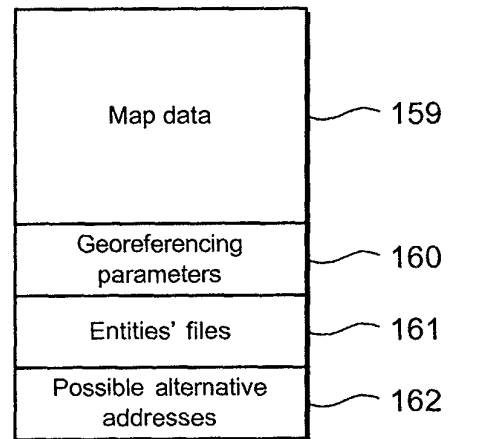 Map data
159
Georeferencing
parameters
160
Entities' files
161
Possible alternative
addresses
162